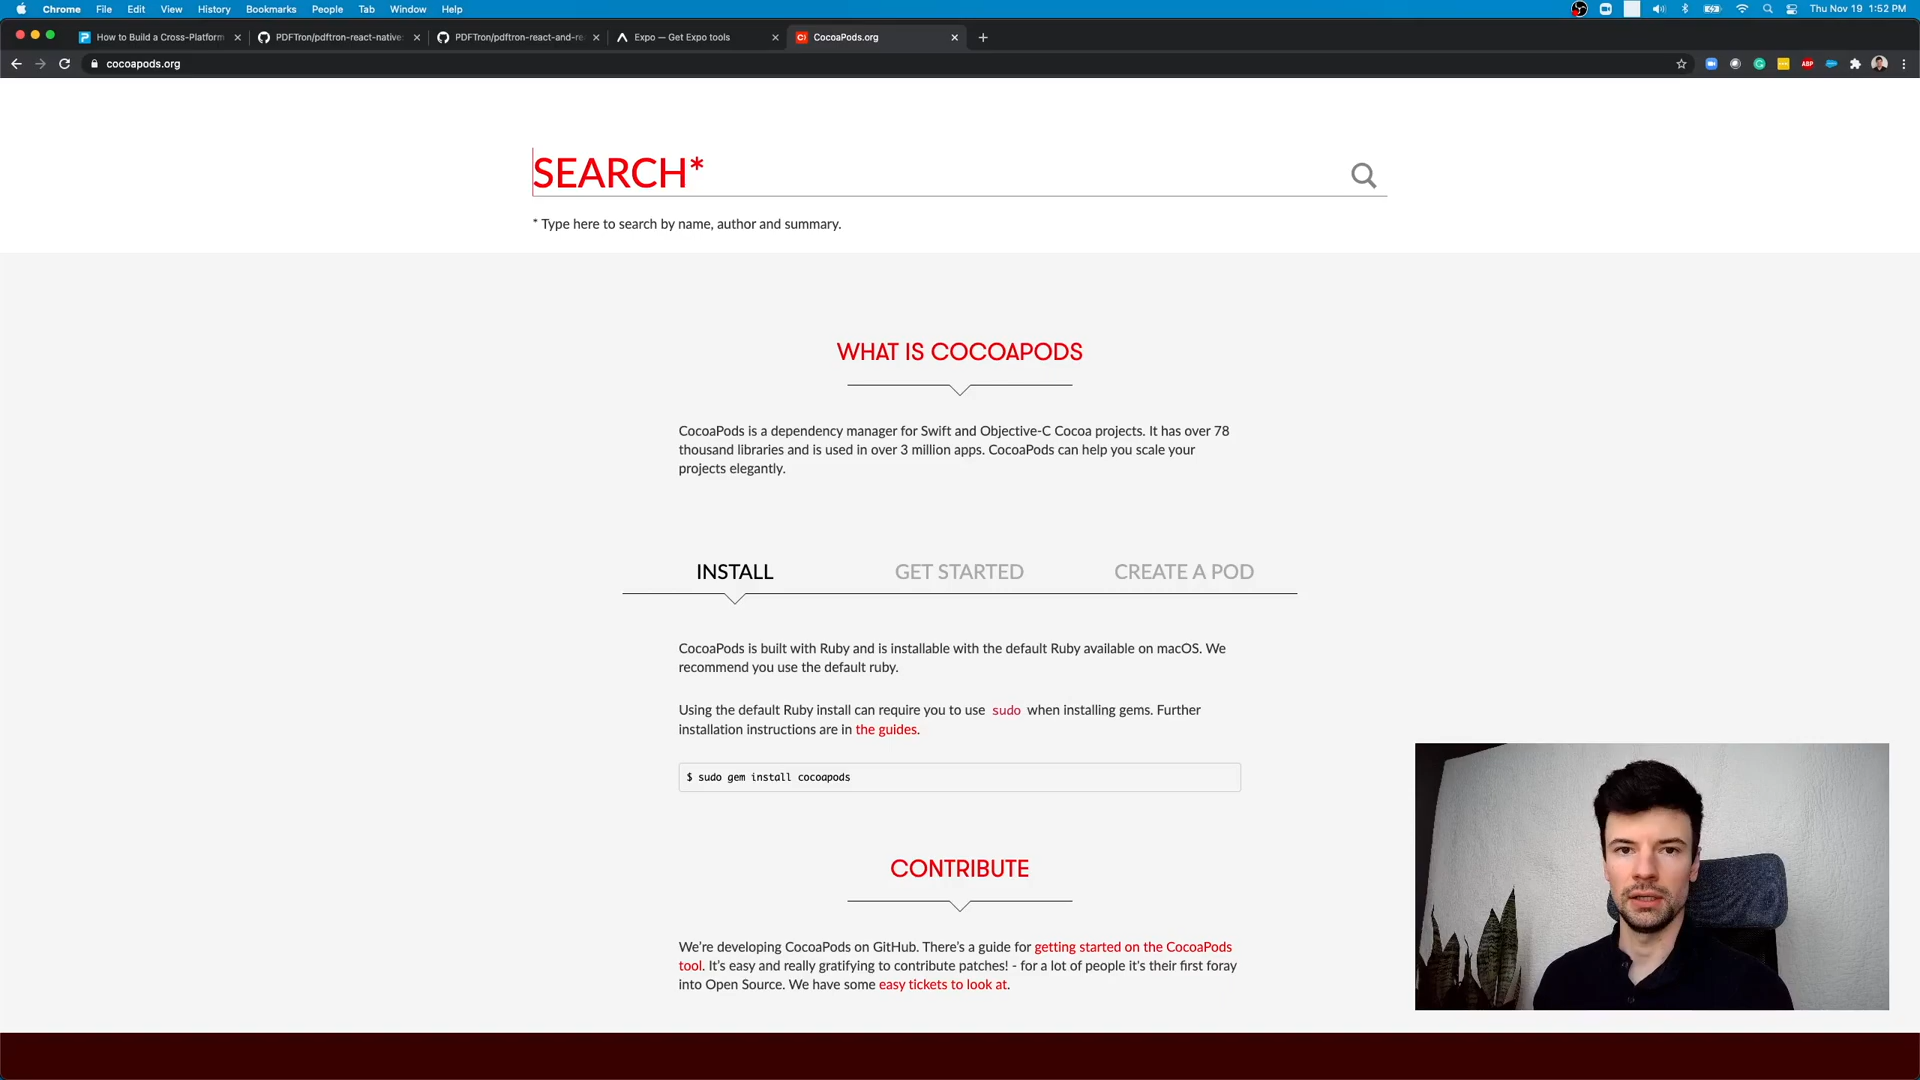 Chrome File Edit View History Bookmarks People Tab Window Help Thu Nov 19 1:52 PM
How to Build a Cross-Platform PDFTron/pdftron-react-native PDFTron/pdftron-react-and-re Expo — Get Expo tools CocoaPods.org
cocoapods.org ABP
SEARCH*
* Type here to search by name, author and summary.
WHAT IS COCOAPODS
CocoaPods is a dependency manager for Swift and Objective-C Cocoa projects. It has over 78
thousand libraries and is used in over 3 million apps. CocoaPods can help you scale your
projects elegantly.
INSTALL GET STARTED CREATE A POD
CocoaPods is built with Ruby and is installable with the default Ruby available on macOS. We
recommend you use the default ruby.
Using the default Ruby install can require you to use sudo when installing gems. Further
installation instructions are in the guides.
$ sudo gem install cocoapods
CONTRIBUTE
We're developing CocoaPods on GitHub. There's a guide for getting started on the CocoaPods
tool. It's easy and really gratifying to contribute patches! - for a lot of people it's their first foray
into Open Source. We have some easy tickets to look at.